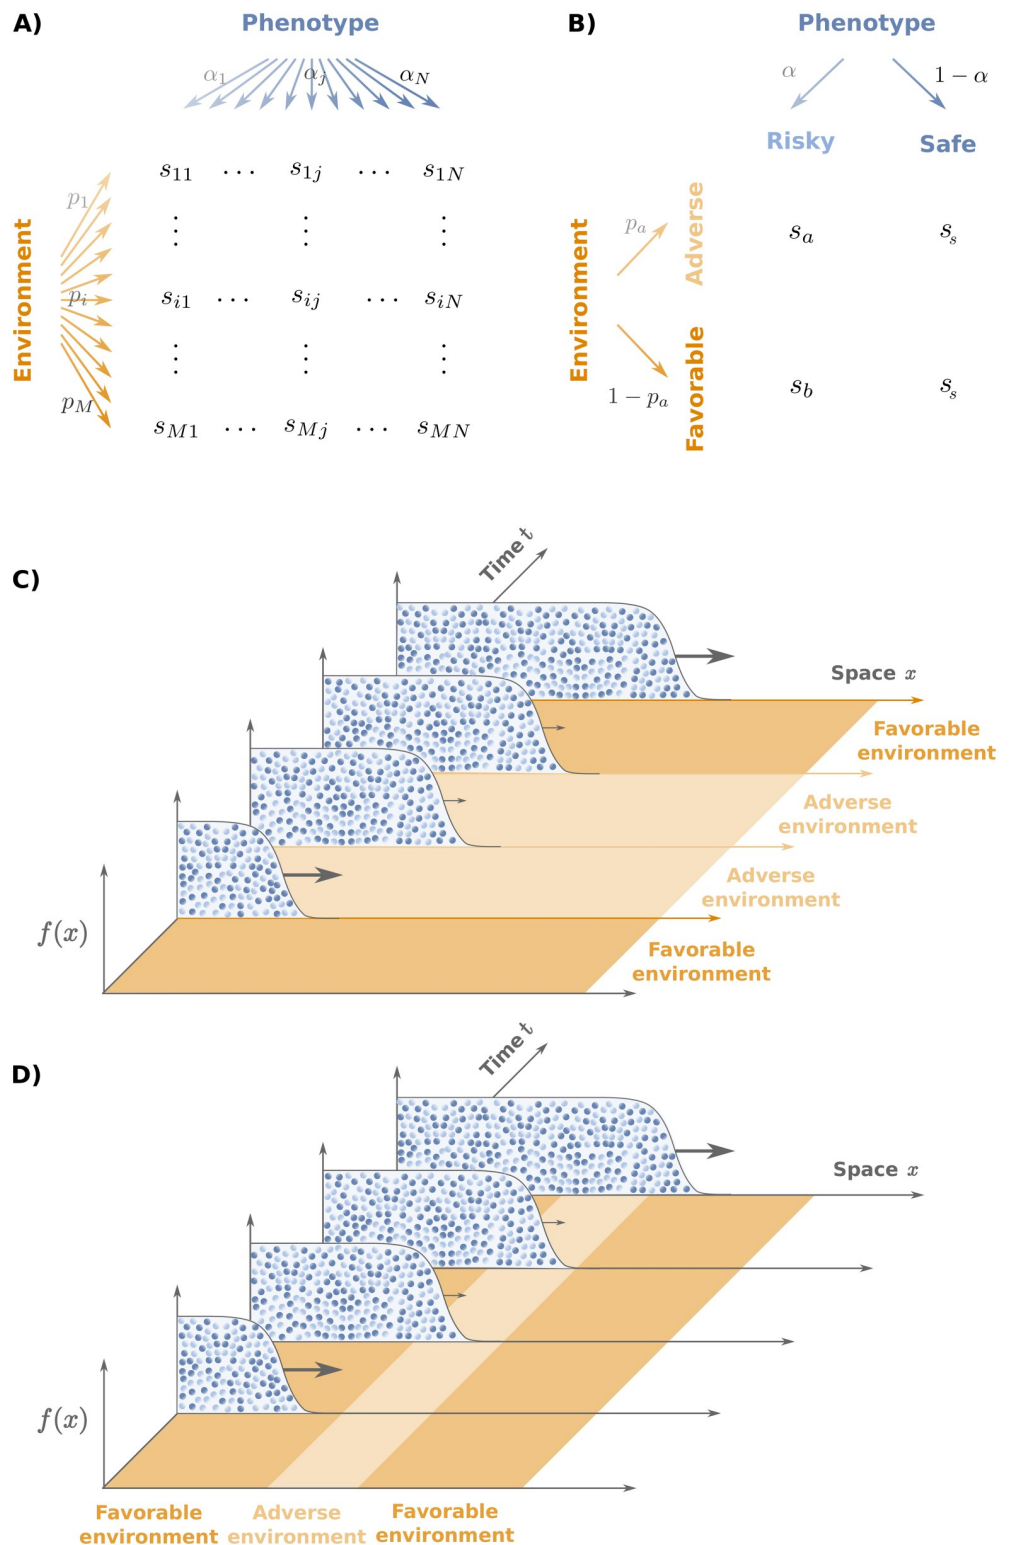 A)
Phenotype
α1 αj αN
Environment
p1
pi
pM
s11 ··· s1j ··· s1N
⋮ ⋮ ⋮
si1 ··· sij ··· siN
⋮ ⋮ ⋮
sM1 ··· sMj ··· sMN
B)
Phenotype
α 1 − α
Risky Safe
Environment
pa
1 − pa
Adverse
Favorable
sa ss
sb ss
C)
Time t
Space x
Favorable
environment
Adverse
environment
Adverse
environment
Favorable
environment
f(x)
D)
Time t
Space x
f(x)
Favorable
environment
Adverse
environment
Favorable
environment